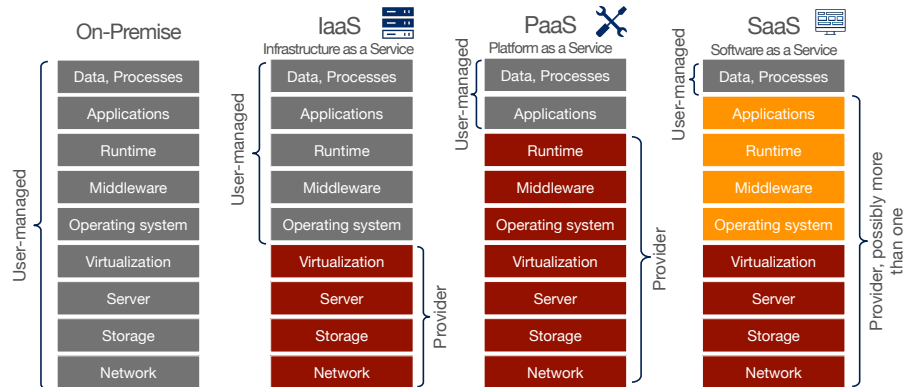 On-Premise
User-managed
Data, Processes
Applications
Runtime
Middleware
Operating system
Virtualization
Server
Storage
Network
IaaS
Infrastructure as a Service
User-managed
Data, Processes
Applications
Runtime
Middleware
Operating system
Virtualization
Server
Storage
Network
Provider
PaaS
Platform as a Service
User-managed
Data, Processes
Applications
Runtime
Middleware
Operating system
Virtualization
Server
Storage
Network
Provider
SaaS
Software as a Service
User-managed
Data, Processes
Applications
Runtime
Middleware
Operating system
Virtualization
Server
Storage
Network
Provider, possibly more
than one